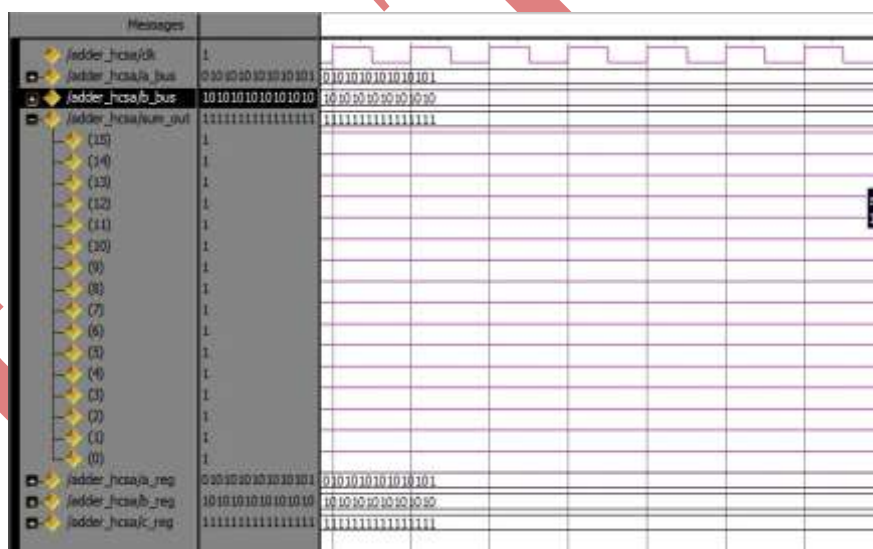 Messages
/adder_hcsa/clk 1
/adder_hcsa/a_bus 0101010101010101 0101010101010101
/adder_hcsa/b_bus 1010101010101010 1010101010101010
/adder_hcsa/sum_out 1111111111111111 1111111111111111
(15) 1
(14) 1
(13) 1
(12) 1
(11) 1
(10) 1
(9) 1
(8) 1
(7) 1
(6) 1
(5) 1
(4) 1
(3) 1
(2) 1
(1) 1
(0) 1
/adder_hcsa/a_reg 0101010101010101 0101010101010101
/adder_hcsa/b_reg 1010101010101010 1010101010101010
/adder_hcsa/c_reg 1111111111111111 1111111111111111